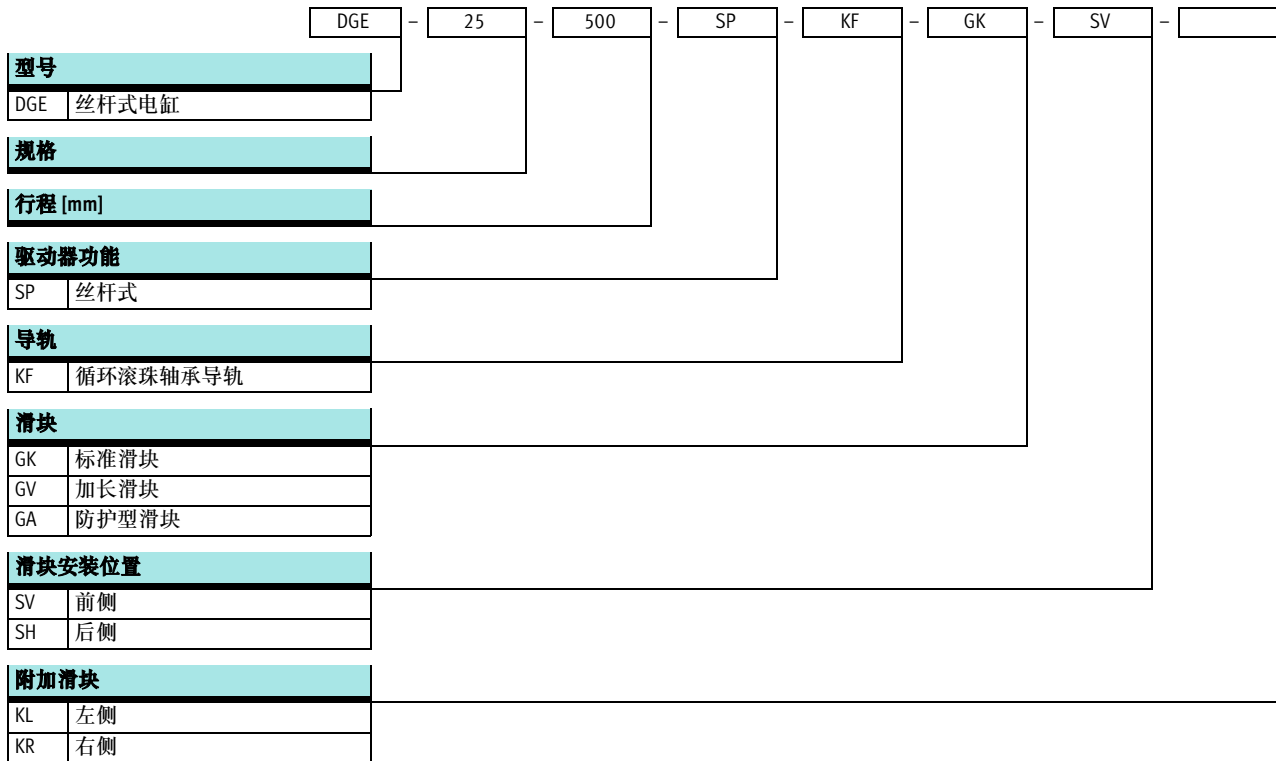 DGE – 25 – 500 – SP – KF – GK – SV –
型号
DGE 丝杆式电缸
规格
行程 [mm]
驱动器功能
SP 丝杆式
导轨
KF 循环滚珠轴承导轨
滑块
GK 标准滑块
GV 加长滑块
GA 防护型滑块
滑块安装位置
SV 前侧
SH 后侧
附加滑块
KL 左侧
KR 右侧